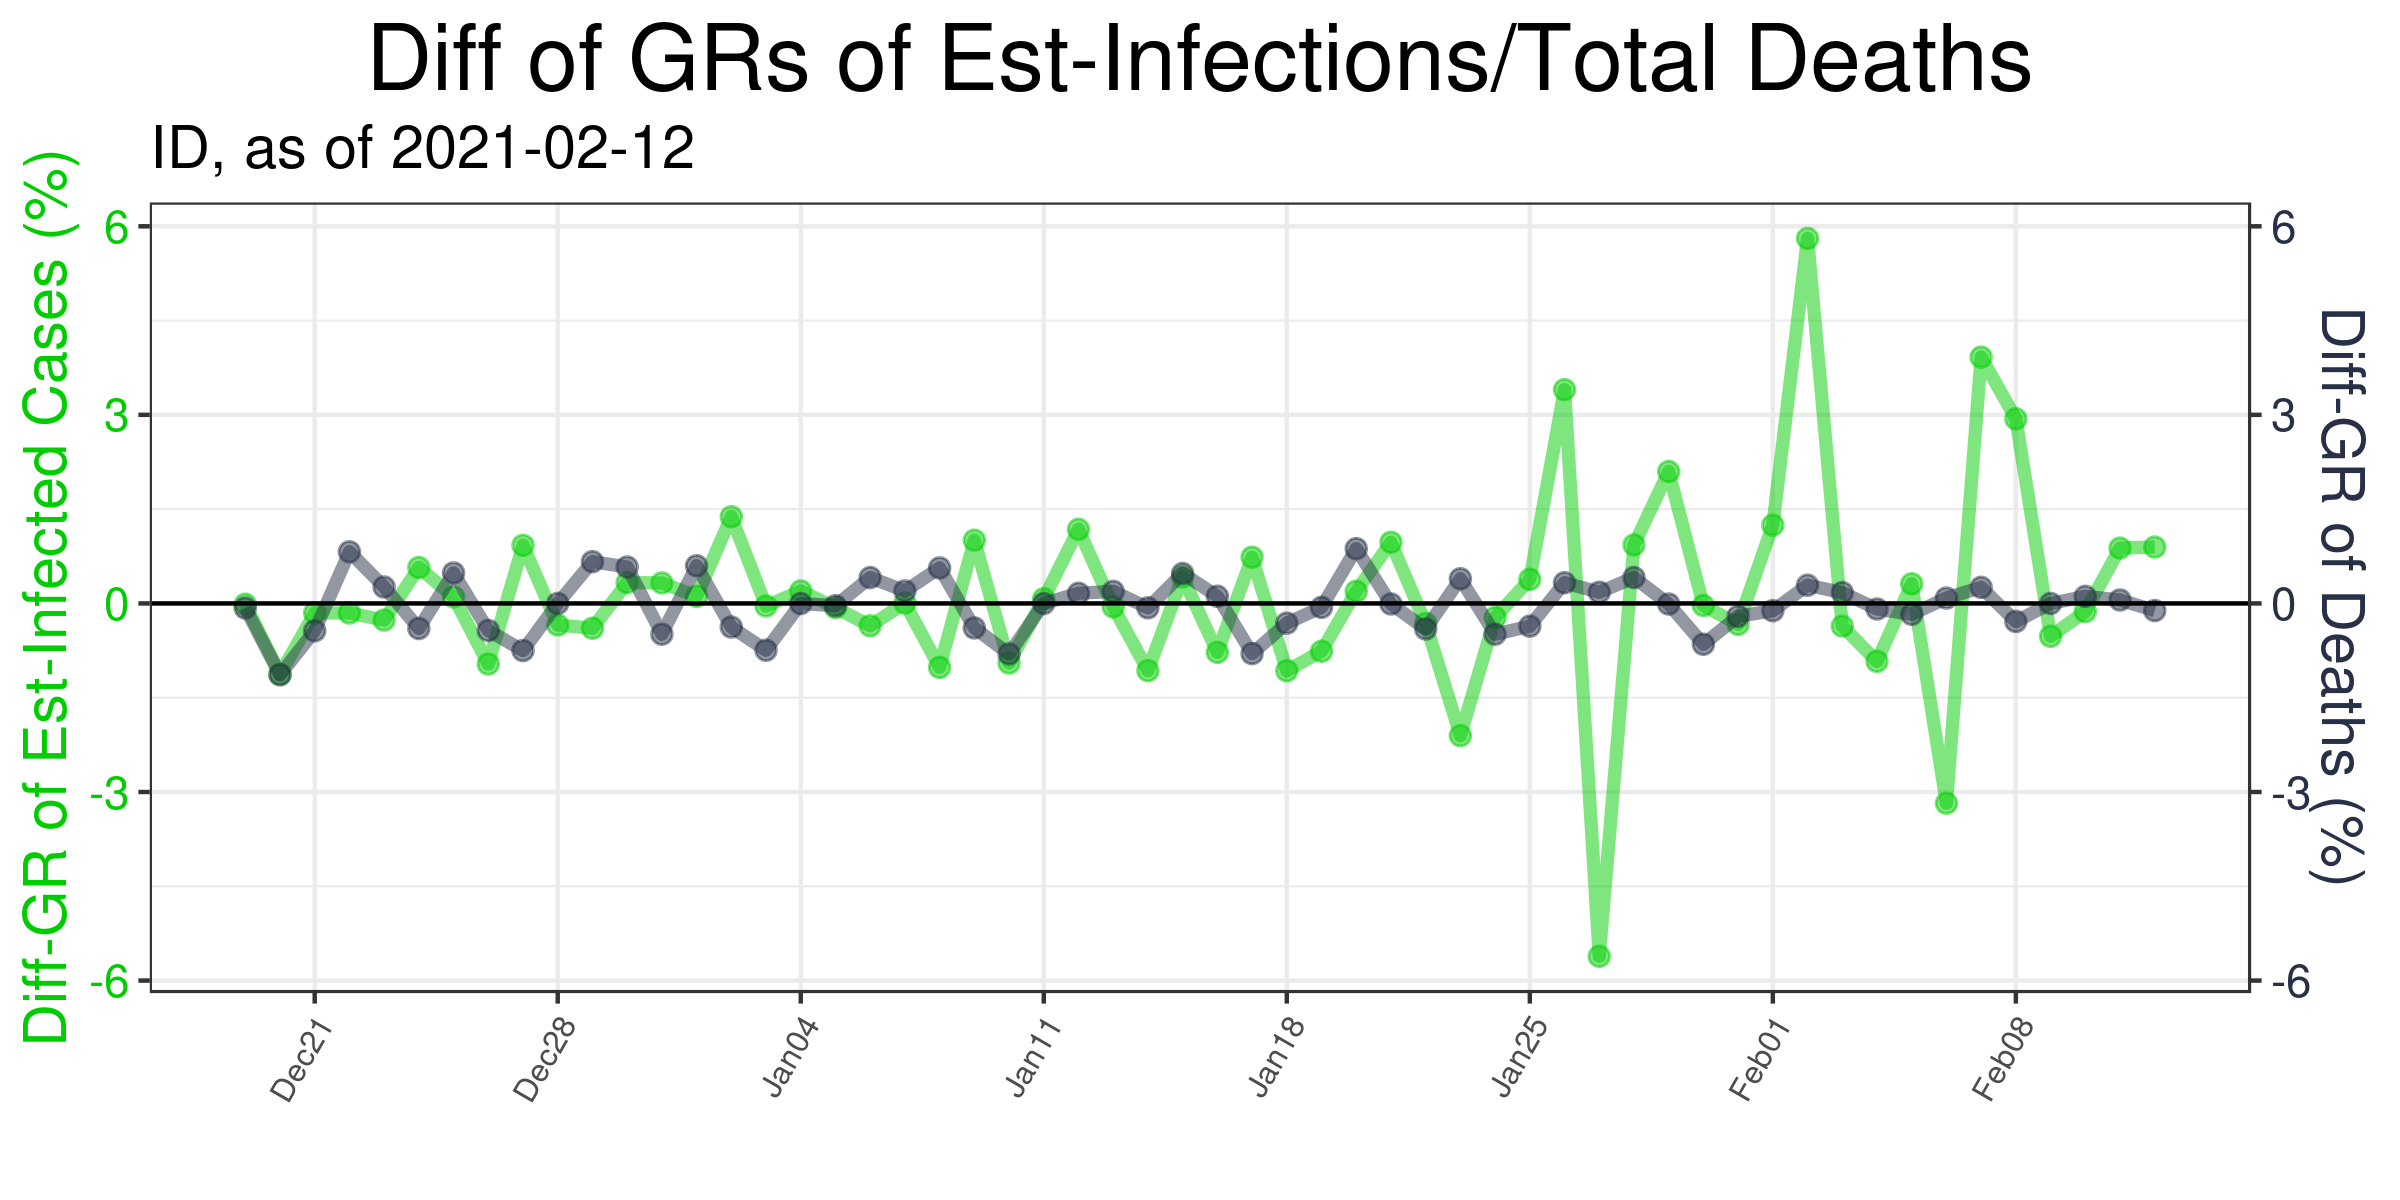 Diff of GRs of Est-Infections/Total Deaths
ID, as of 2021-02-12
Diff-GR of Est-Infected Cases (%)
6
3
0
-3
-6
6
3
0
-3
-6
Diff-GR of Deaths (%)
Dec21
Dec28
Jan04
Jan11
Jan18
Jan25
Feb01
Feb08